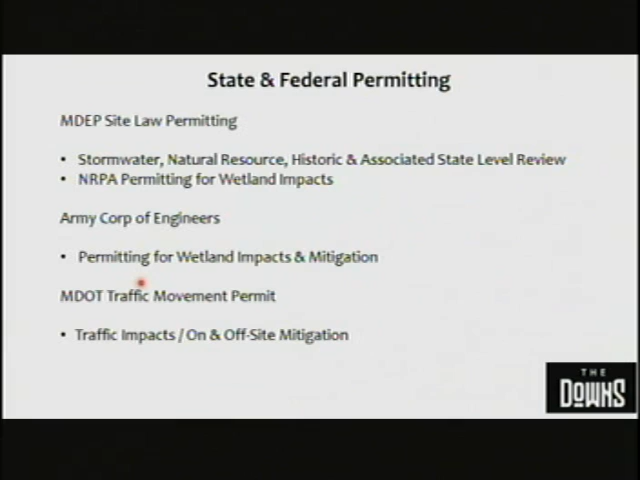 State & Federal Permitting
MDEP Site Law Permitting
• Stormwater, Natural Resource, Historic & Associated State Level Review
• NRPA Permitting for Wetland Impacts
Army Corp of Engineers
• Permitting for Wetland Impacts & Mitigation
MDOT Traffic Movement Permit
• Traffic Impacts / On & Off-Site Mitigation
THE
DOWNS